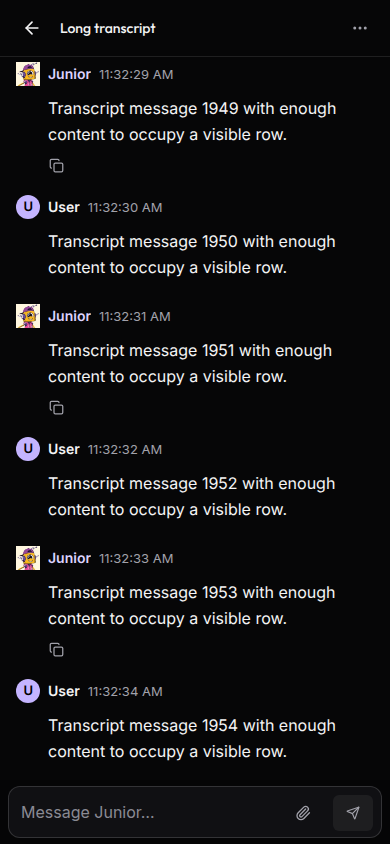 Long transcript
Junior 11:32:29 AM
Transcript message 1949 with enough
content to occupy a visible row.
U User 11:32:30 AM
Transcript message 1950 with enough
content to occupy a visible row.
Junior 11:32:31 AM
Transcript message 1951 with enough
content to occupy a visible row.
U User 11:32:32 AM
Transcript message 1952 with enough
content to occupy a visible row.
Junior 11:32:33 AM
Transcript message 1953 with enough
content to occupy a visible row.
U User 11:32:34 AM
Transcript message 1954 with enough
content to occupy a visible row.
Message Junior...